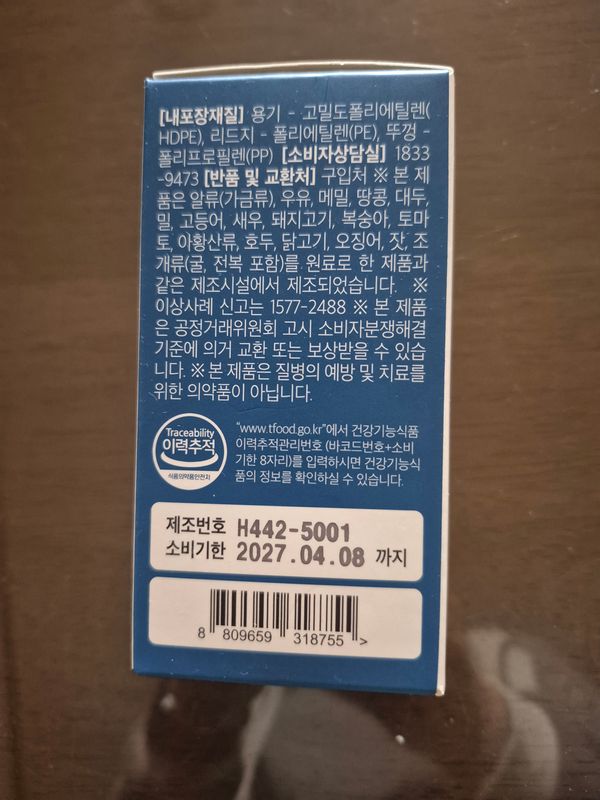 [내포장재질] 용기 - 고밀도폴리에틸렌(
HDPE), 리드지 - 폴리에틸렌(PE), 뚜껑 -
폴리프로필렌(PP) [소비자상담실] 1833
-9473 [반품 및 교환처] 구입처 ※ 본 제
품은 알류(가금류), 우유, 메밀, 땅콩, 대두,
밀, 고등어, 새우, 돼지고기, 복숭아, 토마
토, 아황산류, 호두, 닭고기, 오징어, 잣, 조
개류(굴, 전복 포함)를 원료로 한 제품과
같은 제조시설에서 제조되었습니다. ※
이상사례 신고는 1577-2488 ※ 본 제품
은 공정거래위원회 고시 소비자분쟁해결
기준에 의거 교환 또는 보상받을 수 있습
니다. ※ 본 제품은 질병의 예방 및 치료를
위한 의약품이 아닙니다.
Traceability
이력추적
식품의약품안전처
"www.tfood.go.kr"에서 건강기능식품
이력추적관리번호 (바코드번호+소비
기한 8자리)를 입력하시면 건강기능식
품의 정보를 확인하실 수 있습니다.
제조번호 H442-5001
소비기한 2027.04.08 까지
8 809659 318755 >